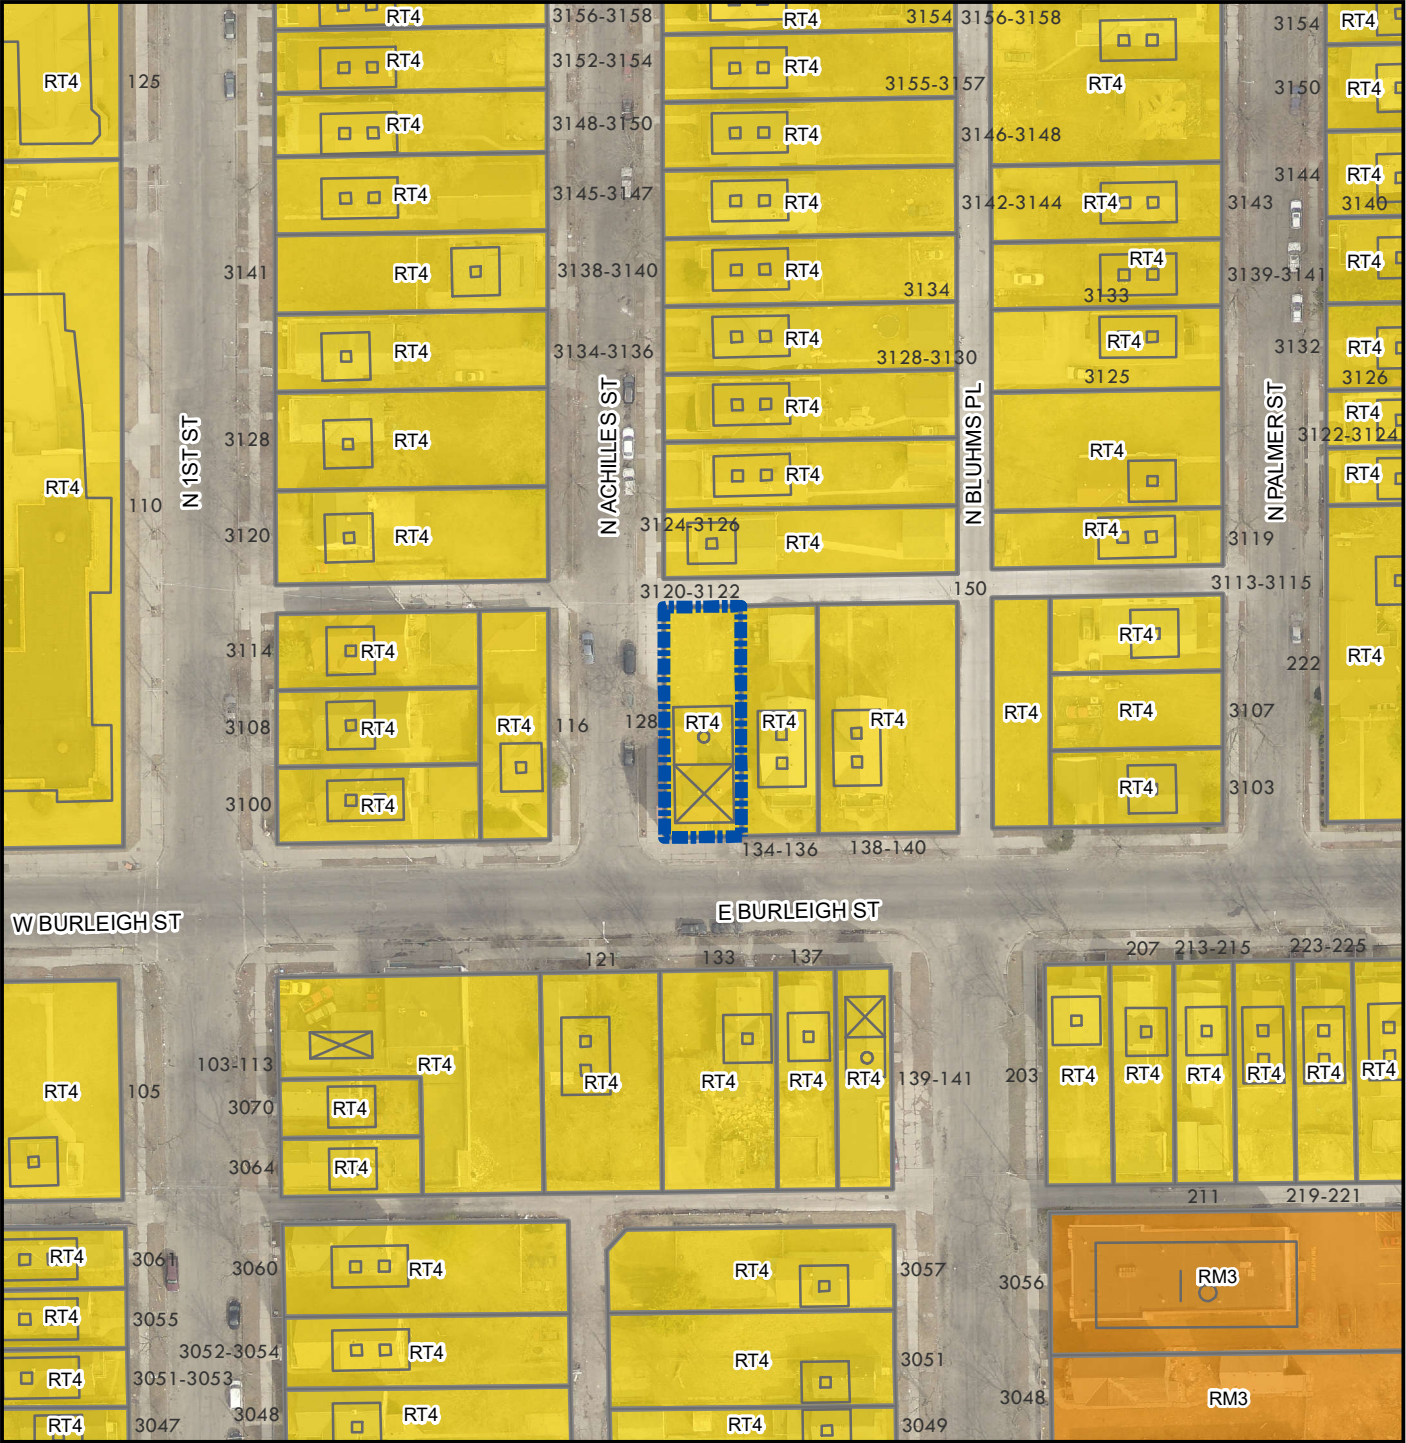 RT4 3156-3158 RT4 3154 3156-3158 3154 RT4
RT4 125 RT4 3152-3154 RT4 3155-3157 RT4 3150 RT4
RT4 3148-3150 3146-3148
RT4 3145-3147 RT4 3142-3144 RT4 3143 3144 RT4 3140
3141 RT4 3138-3140 RT4 3134 RT4 3133 3139-3141 RT4
RT4 3134-3136 RT4 3128-3130 RT4 3125 3132 RT4 3126
N 1ST ST
N ACHILLES ST
N BLUHMS PL
N PALMER ST
3128 RT4 RT4 RT4 RT4 3122-3124
RT4 110 RT4 RT4
3120 RT4 3124-3126 RT4 RT4 3119
3120-3122 150 3113-3115
3114 RT4 RT4 222 RT4
3108 RT4 RT4 116 128 RT4 RT4 RT4 RT4 RT4 3107
3100 RT4 RT4 3103
134-136 138-140
W BURLEIGH ST E BURLEIGH ST
121 133 137 207 213-215 223-225
103-113 RT4 RT4 RT4 RT4 RT4 139-141 203 RT4 RT4 RT4 RT4 RT4 RT4
RT4 105 3070 RT4
3064 RT4
211 219-221
RT4 3061 3060 RT4 RT4 3057 3056 RM3
RT4 3055
3052-3054 RT4 RT4 3051
RT4 3051-3053
RT4 3047 3048 RT4 RT4 3049 3048 RM3